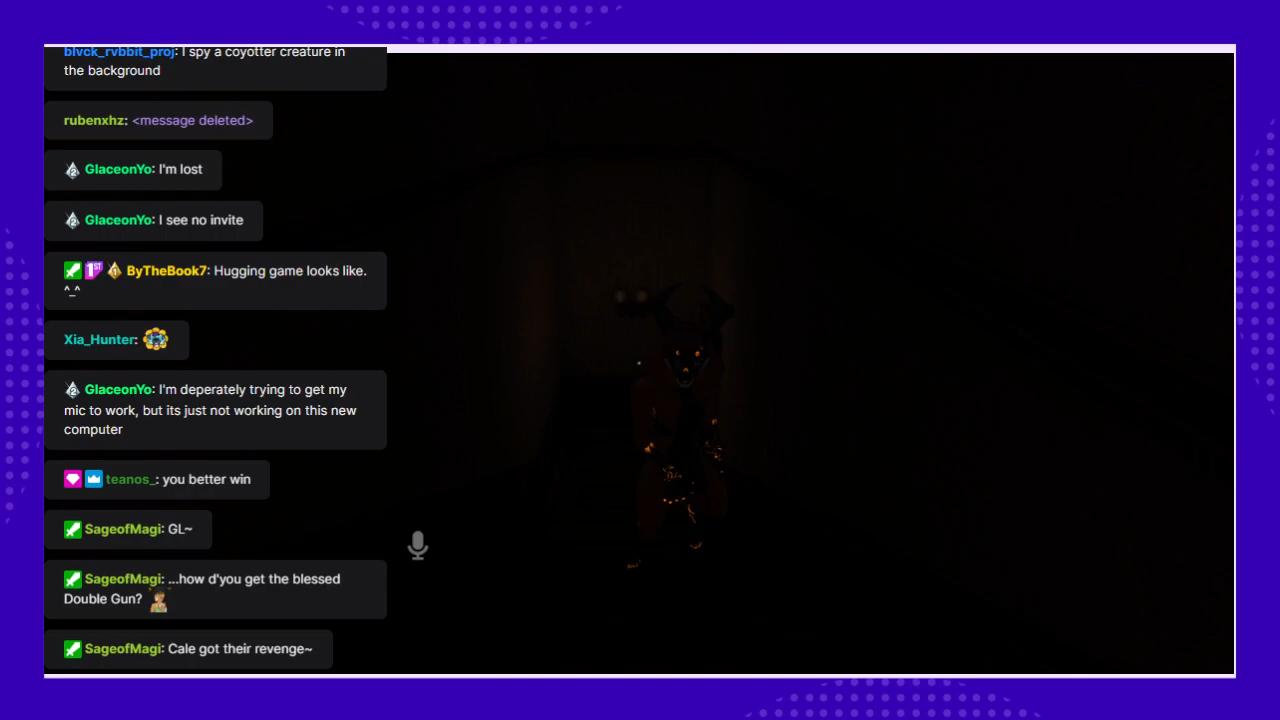 blvck_rvbbit_proj: I spy a coyotter creature in
the background
rubenxhz: <message deleted>
GlaceonYo: I'm lost
GlaceonYo: I see no invite
1ST ByTheBook7: Hugging game looks like.
^_^
Xia_Hunter:
GlaceonYo: I'm deperately trying to get my
mic to work, but its just not working on this new
computer
teanos_: you better win
SageofMagi: GL~
SageofMagi: ...how d'you get the blessed
Double Gun?
SageofMagi: Cale got their revenge~